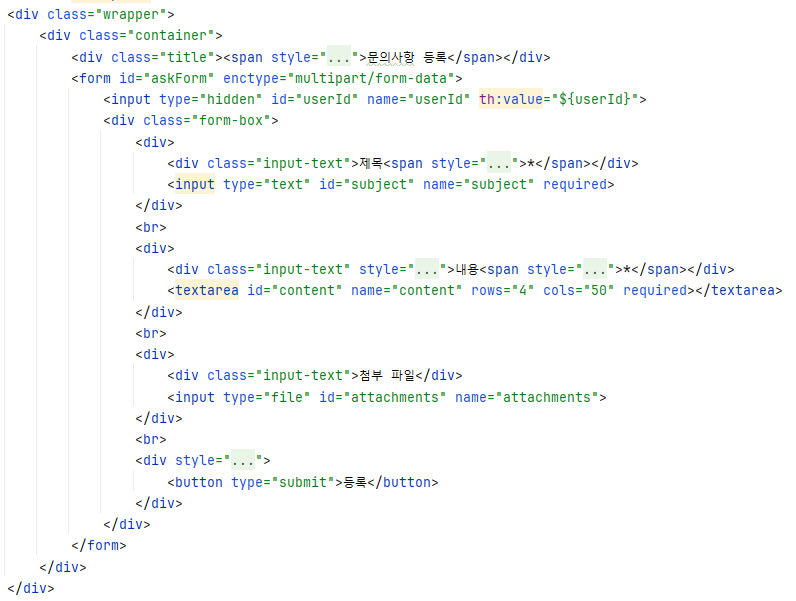 <div class="wrapper">
<div class="container">
<div class="title"><span style="...">문의사항 등록</span></div>
<form id="askForm" enctype="multipart/form-data">
<input type="hidden" id="userId" name="userId" th:value="${userId}">
<div class="form-box">
<div>
<div class="input-text">제목<span style="...">*</span></div>
<input type="text" id="subject" name="subject" required>
</div>
<br>
<div>
<div class="input-text" style="...">내용<span style="...">*</span></div>
<textarea id="content" name="content" rows="4" cols="50" required></textarea>
</div>
<br>
<div>
<div class="input-text">첨부 파일</div>
<input type="file" id="attachments" name="attachments">
</div>
<br>
<div style="...">
<button type="submit">등록</button>
</div>
</div>
</form>
</div>
</div>